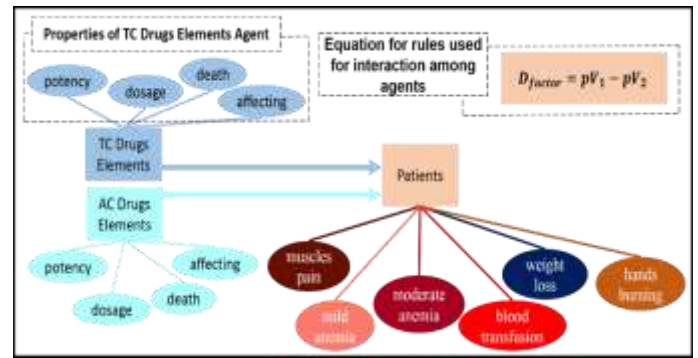 Properties of TC Drugs Elements Agent
potency
dosage
death
affecting
Equation for rules used
for interaction among
agents
D_factor = pV₁ − pV₂
TC Drugs
Elements
Patients
AC Drugs
Elements
potency
dosage
death
affecting
muscles
pain
mild
anemia
moderate
anemia
blood
transfusion
weight
loss
hands
burning